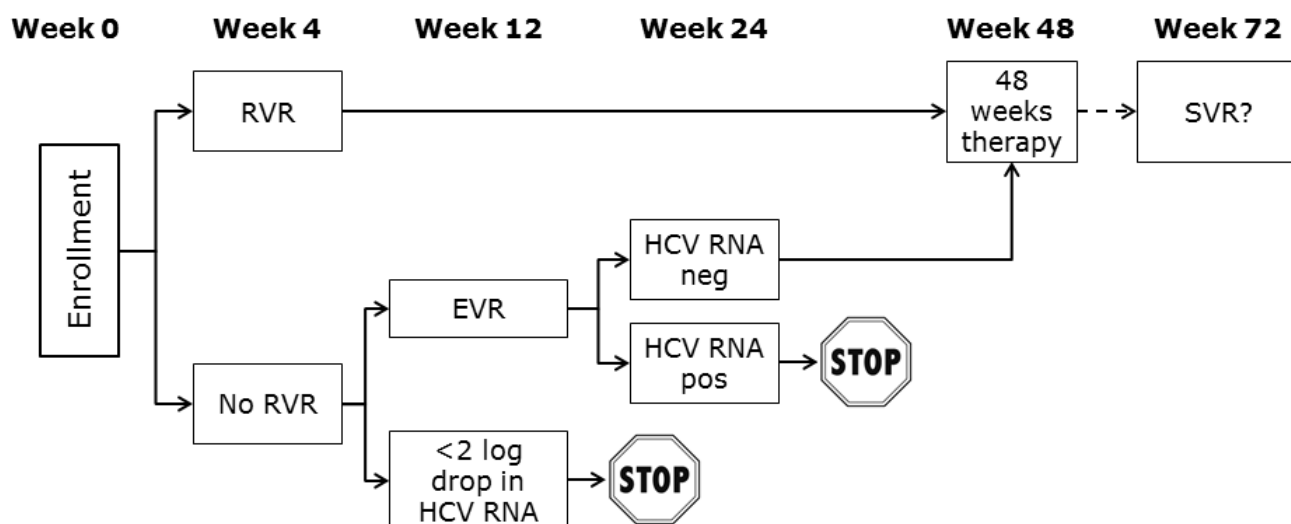 Week 0 Week 4 Week 12 Week 24 Week 48 Week 72
Enrollment
RVR
48
weeks
therapy
SVR?
HCV RNA
neg
EVR
HCV RNA
pos
STOP
No RVR
<2 log
drop in
HCV RNA
STOP